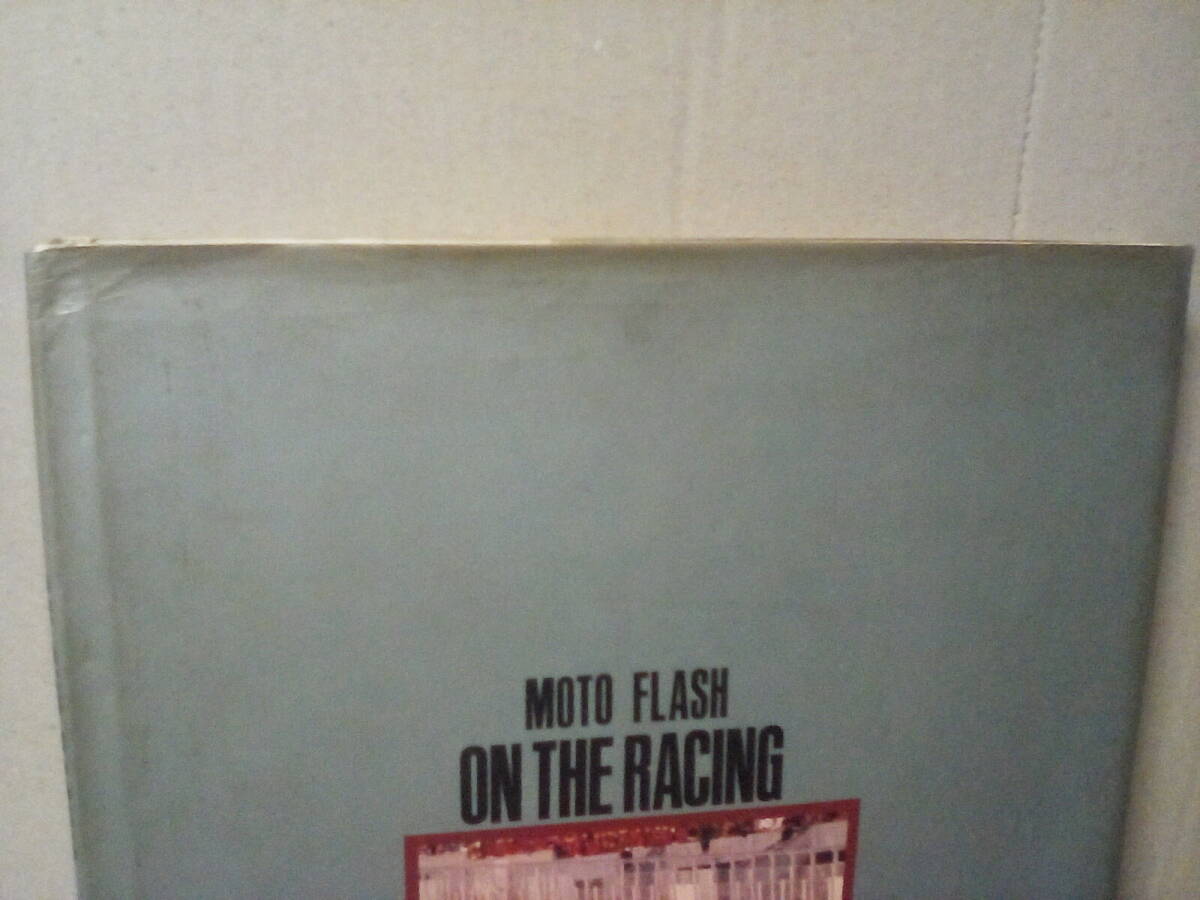 MOTO FLASH
ON THE RACING